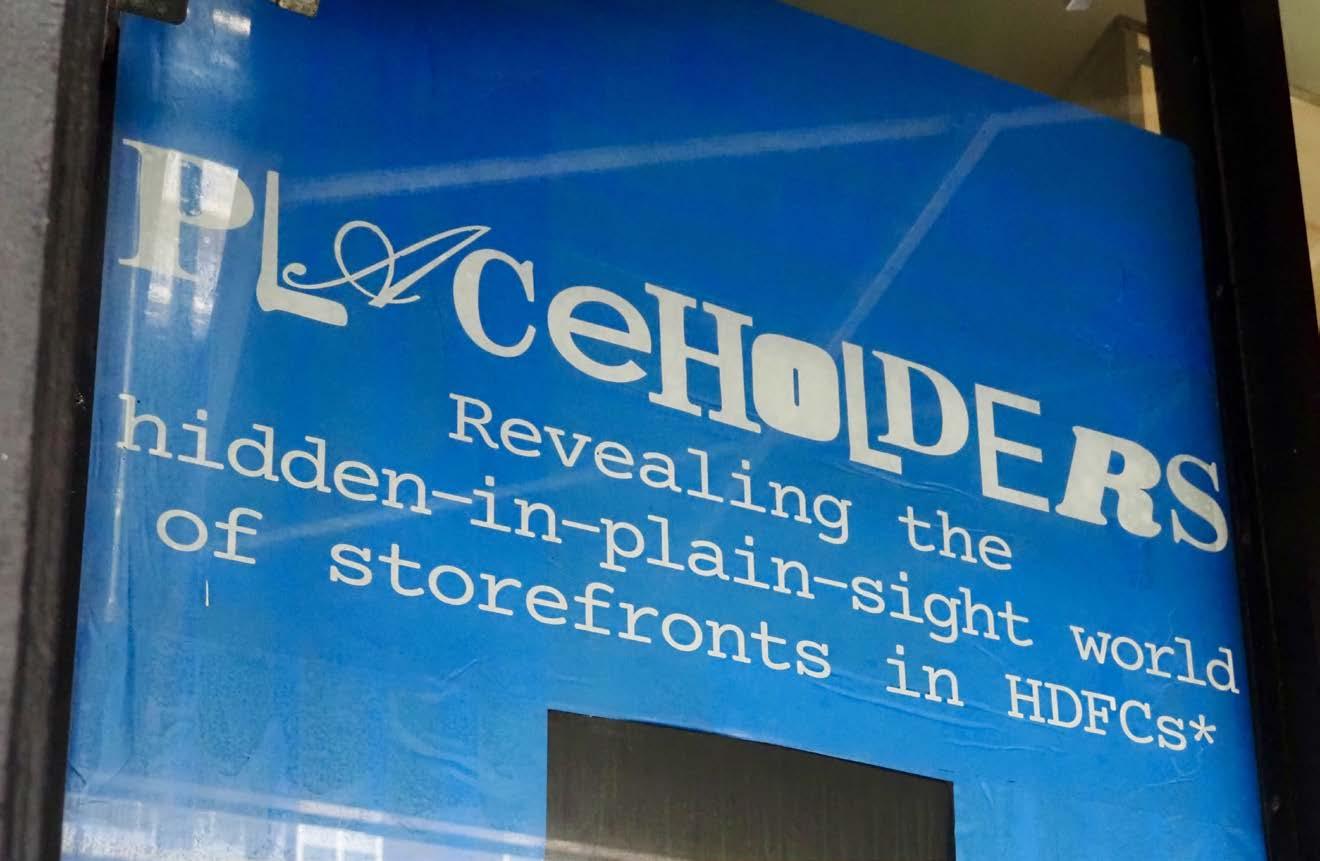 PLACeHOLDERS
Revealing the
hidden-in-plain-sight world
of storefronts in HDFCs*